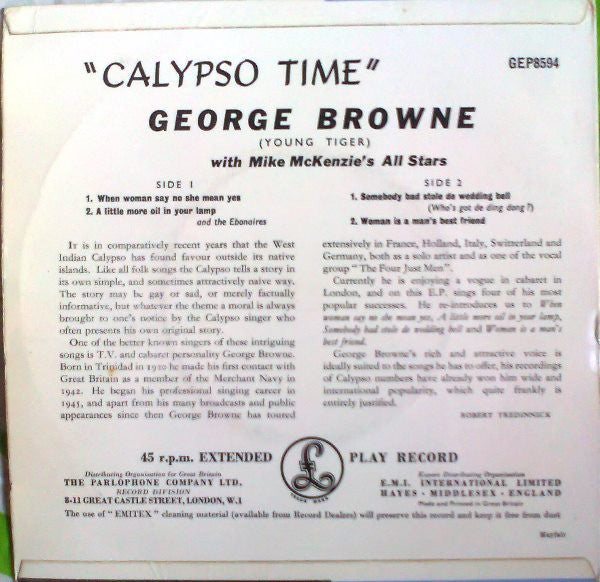 "CALYPSO TIME"
GEP8594
GEORGE BROWNE
(YOUNG TIGER)
with Mike McKenzie's All Stars
SIDE 1
1. When woman say no she mean yes
2. A little more oil in your lamp
and the Ebonaires
SIDE 2
1. Somebody bad stole de wedding bell
(Who's got de ding dong?)
2. Woman is a man's best friend
It is in comparatively recent years that the West
Indian Calypso has found favour outside its native
islands. Like all folk songs the Calypso tells a story in
its own simple, and sometimes attractively naive way.
The story may be gay or sad, or merely factually
informative, but whatever the theme a moral is always
brought to one's notice by the Calypso singer who
often presents his own original story.
One of the better known singers of these intriguing
songs is T.V. and cabaret personality George Browne.
Born in Trinidad in 1920 he made his first contact with
Great Britain as a member of the Merchant Navy in
1942. He began his professional singing career in
1945, and apart from his many broadcasts and public
appearances since then George Browne has toured
extensively in France, Holland, Italy, Switzerland and
Germany, both as a solo artist and as one of the vocal
group "The Four Just Men".
Currently he is enjoying a vogue in cabaret in
London, and on this E.P. sings four of his most
popular successes. He re-introduces us to When
woman say no she mean yes, A little more oil in your lamp,
Somebody bad stole de wedding bell and Woman is a man's
best friend.
George Browne's rich and attractive voice is
ideally suited to the songs he has to offer, his recordings
of Calypso numbers have already won him wide and
international popularity, which quite frankly is
entirely justified.
ROBERT TREDINNICK
45 r.p.m. EXTENDED PLAY RECORD
Distributing Organisation for Great Britain
THE PARLOPHONE COMPANY LTD.
RECORD DIVISION
8-11 GREAT CASTLE STREET, LONDON, W.1
TRADE MARK
Export Distributing Organisation
E.M.I. INTERNATIONAL LIMITED
HAYES · MIDDLESEX · ENGLAND
Made and Printed in Great Britain
The use of "EMITEX" cleaning material (available from Record Dealers) will preserve this record and keep it free from dust
Mayfair